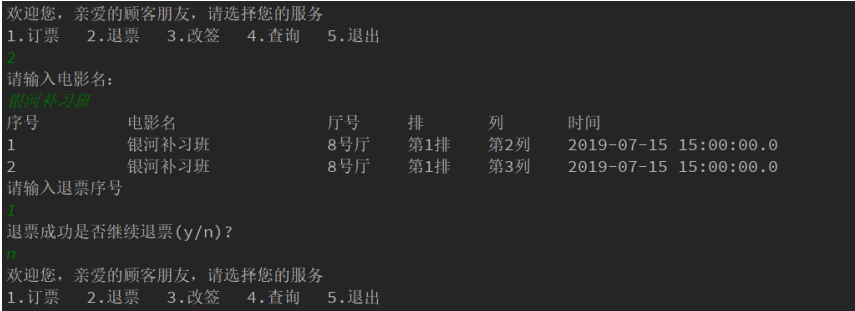 欢迎您，亲爱的顾客朋友，请选择您的服务
1.订票 2.退票 3.改签 4.查询 5.退出
2
请输入电影名：
银河补习班
序号 电影名 厅号 排 列 时间
1 银河补习班 8号厅 第1排 第2列 2019-07-15 15:00:00.0
2 银河补习班 8号厅 第1排 第3列 2019-07-15 15:00:00.0
请输入退票序号
1
退票成功是否继续退票(y/n)?
n
欢迎您，亲爱的顾客朋友，请选择您的服务
1.订票 2.退票 3.改签 4.查询 5.退出